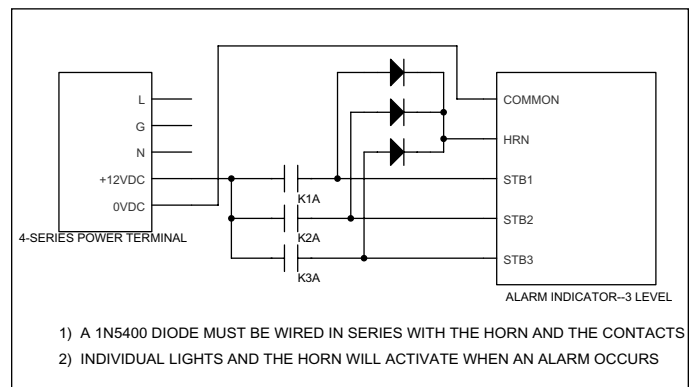 L
G
N
+12VDC
0VDC
4-SERIES POWER TERMINAL
K1A
K2A
K3A
COMMON
HRN
STB1
STB2
STB3
ALARM INDICATOR--3 LEVEL
1) A 1N5400 DIODE MUST BE WIRED IN SERIES WITH THE HORN AND THE CONTACTS
2) INDIVIDUAL LIGHTS AND THE HORN WILL ACTIVATE WHEN AN ALARM OCCURS